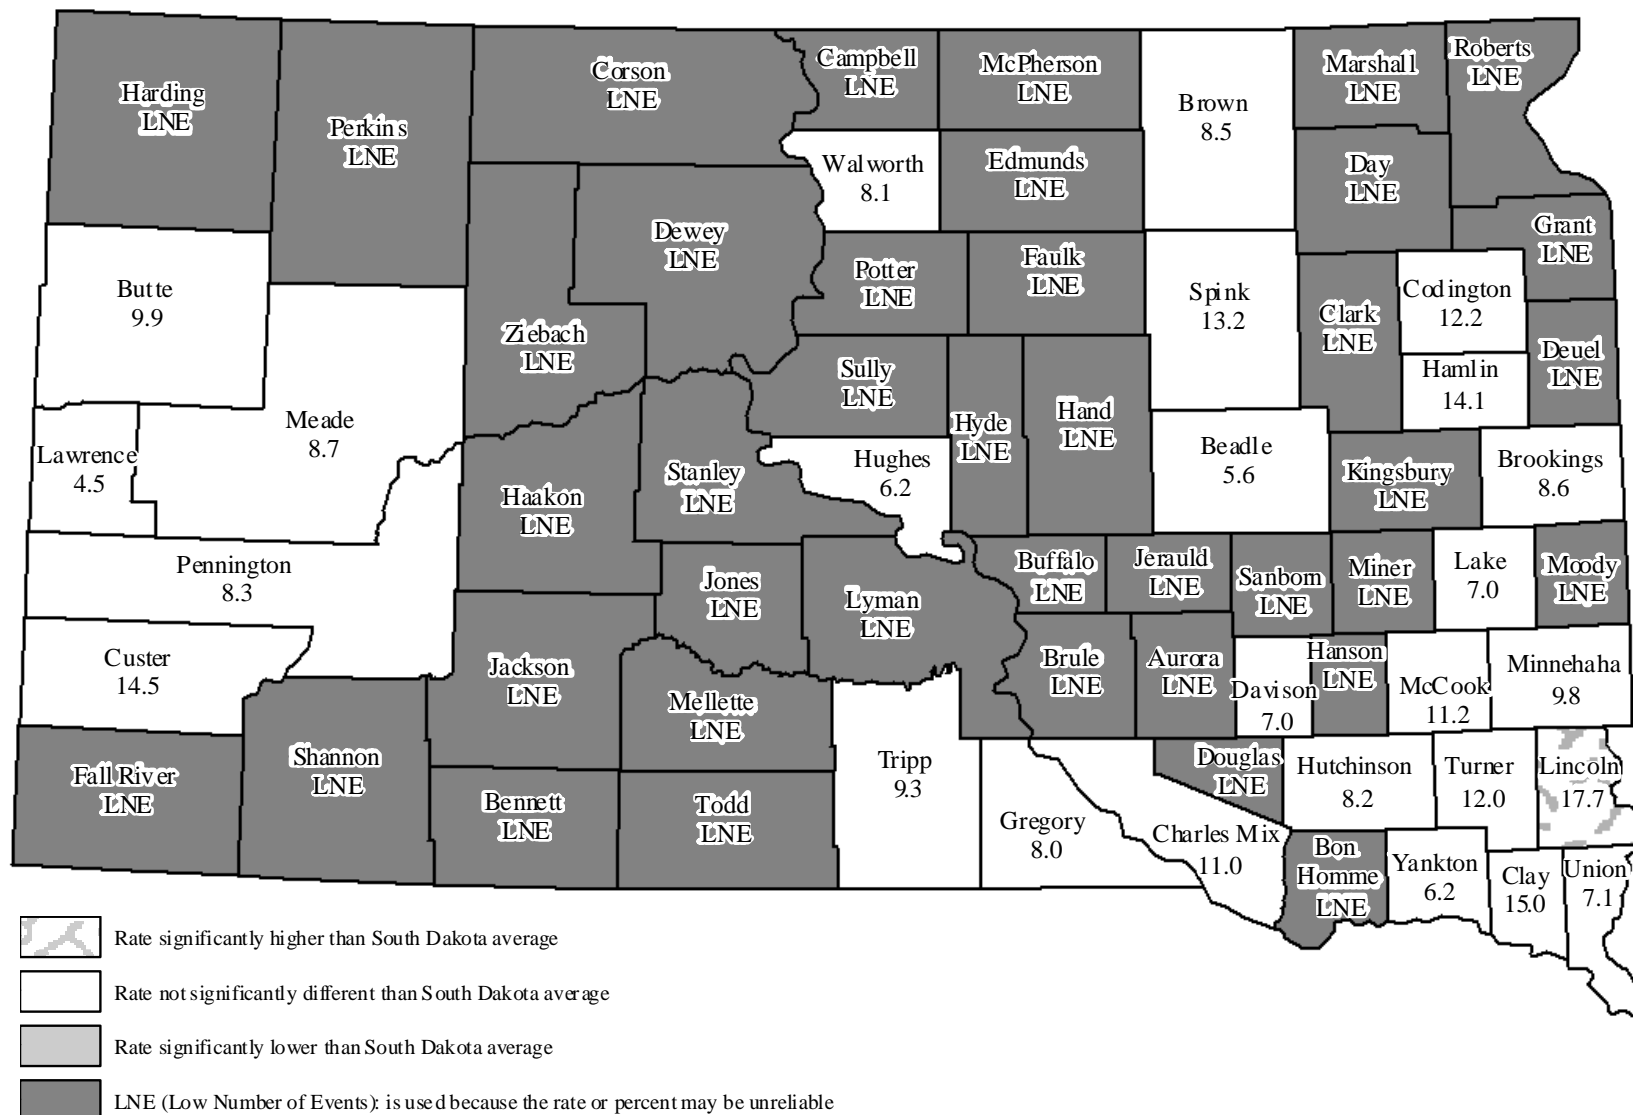 Harding
LNE
Perkins
LNE
Corson
LNE
Campbell
LNE
McPherson
LNE
Brown
8.5
Marshall
LNE
Roberts
LNE
Walworth
8.1
Edmunds
LNE
Day
LNE
Dewey
LNE
Grant
LNE
Butte
9.9
Potter
LNE
Faulk
LNE
Spink
13.2
Codington
12.2
Ziebach
LNE
Clark
LNE
Sully
LNE
Deuel
LNE
Hamlin
14.1
Meade
8.7
Hyde
LNE
Hand
LNE
Lawrence
4.5
Beadle
5.6
Hughes
6.2
Stanley
LNE
Kingsbury
LNE
Brookings
8.6
Haakon
LNE
Pennington
8.3
Jones
LNE
Lyman
LNE
Buffalo
LNE
Jerauld
LNE
Sanborn
LNE
Miner
LNE
Lake
7.0
Moody
LNE
Custer
14.5
Jackson
LNE
Brule
LNE
Aurora
LNE
Davison
7.0
Hanson
LNE
McCook
11.2
Minnehaha
9.8
Mellette
LNE
Fall River
LNE
Shannon
LNE
Tripp
9.3
Douglas
LNE
Hutchinson
8.2
Turner
12.0
Lincoln
17.7
Bennett
LNE
Todd
LNE
Gregory
8.0
Charles Mix
11.0
Bon
Homme
LNE
Yankton
6.2
Clay
15.0
Union
7.1
Rate significantly higher than South Dakota average
Rate not significantly different than South Dakota average
Rate significantly lower than South Dakota average
LNE (Low Number of Events): is used because the rate or percent may be unreliable